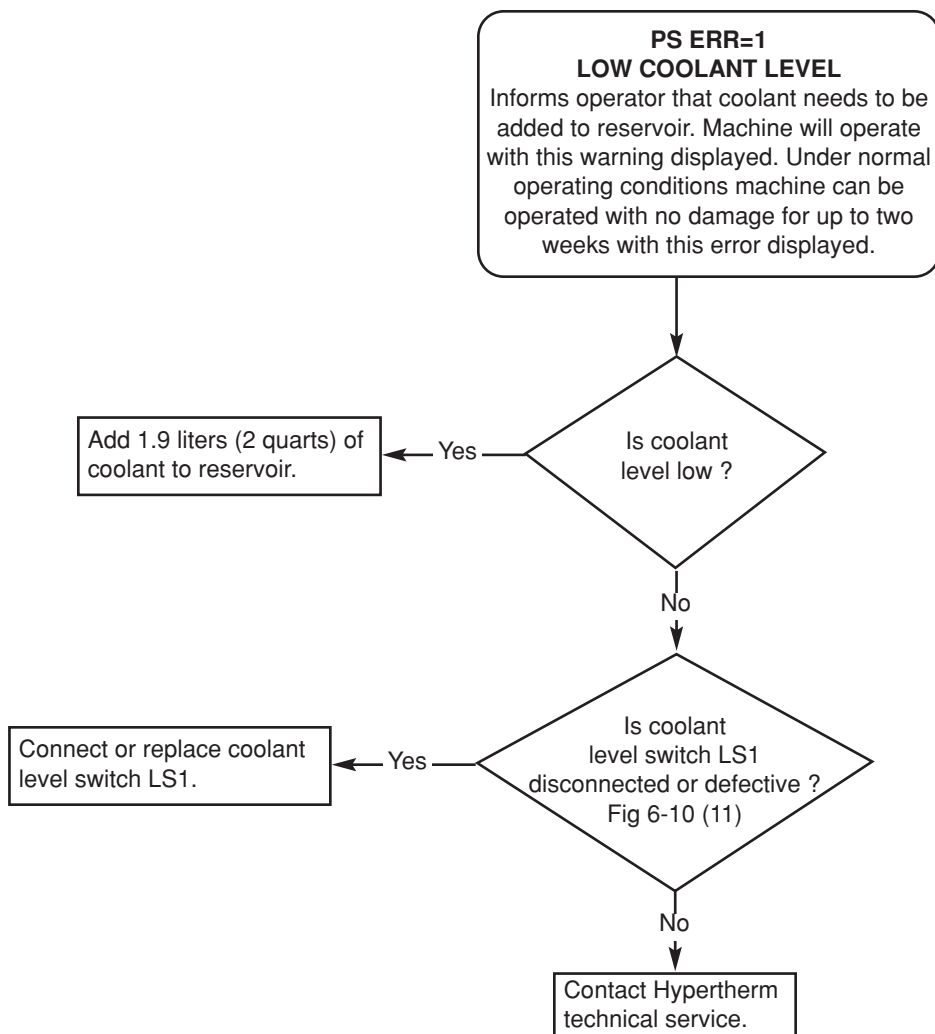 PS ERR=1
LOW COOLANT LEVEL
Informs operator that coolant needs to be
added to reservoir. Machine will operate
with this warning displayed. Under normal
operating conditions machine can be
operated with no damage for up to two
weeks with this error displayed.
Is coolant
level low ?
Yes
Add 1.9 liters (2 quarts) of
coolant to reservoir.
No
Is coolant
level switch LS1
disconnected or defective ?
Fig 6-10 (11)
Yes
Connect or replace coolant
level switch LS1.
No
Contact Hypertherm
technical service.